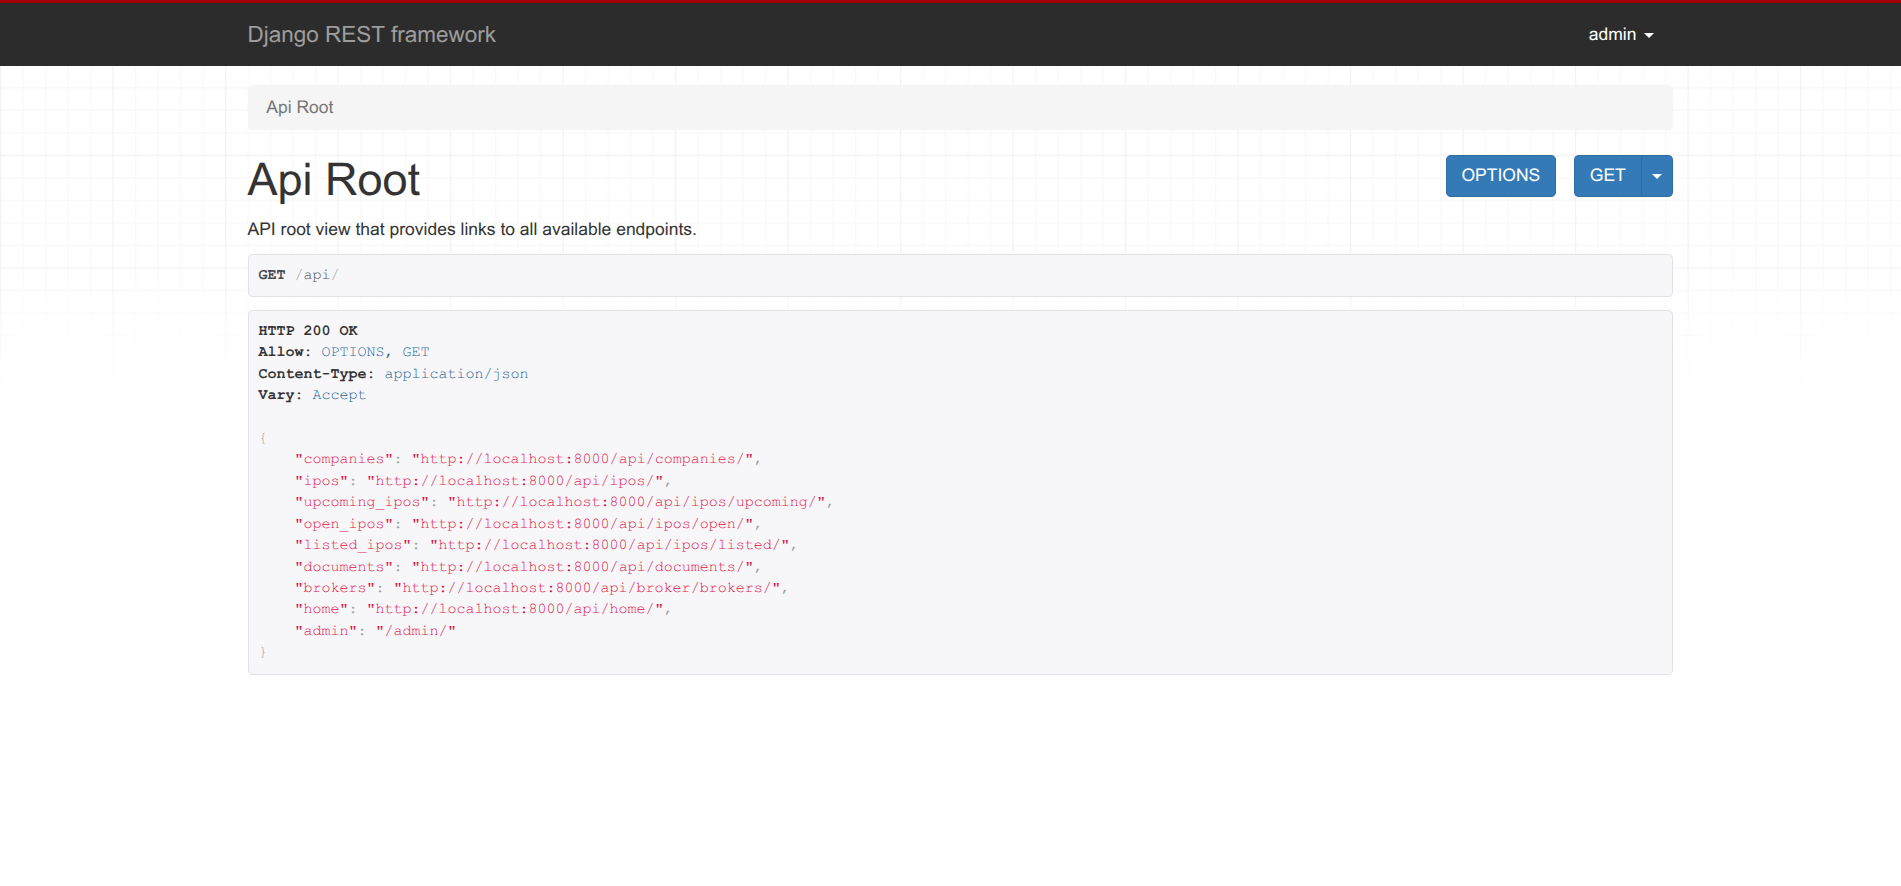 Django REST framework
admin
Api Root
Api Root
OPTIONS
GET
API root view that provides links to all available endpoints.
GET /api/
HTTP 200 OK
Allow: OPTIONS, GET
Content-Type: application/json
Vary: Accept
{
    "companies": "http://localhost:8000/api/companies/",
    "ipos": "http://localhost:8000/api/ipos/",
    "upcoming_ipos": "http://localhost:8000/api/ipos/upcoming/",
    "open_ipos": "http://localhost:8000/api/ipos/open/",
    "listed_ipos": "http://localhost:8000/api/ipos/listed/",
    "documents": "http://localhost:8000/api/documents/",
    "brokers": "http://localhost:8000/api/broker/brokers/",
    "home": "http://localhost:8000/api/home/",
    "admin": "/admin/"
}